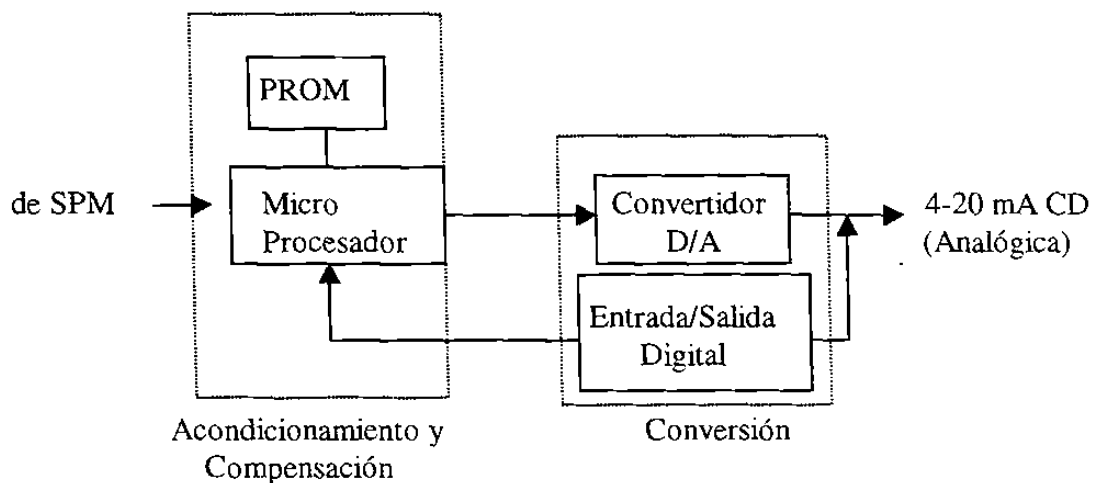 PROM
de SPM
Micro
Procesador
Convertidor
D/A
4-20 mA CD
(Analógica)
Entrada/Salida
Digital
Acondicionamiento y
Compensación
Conversión